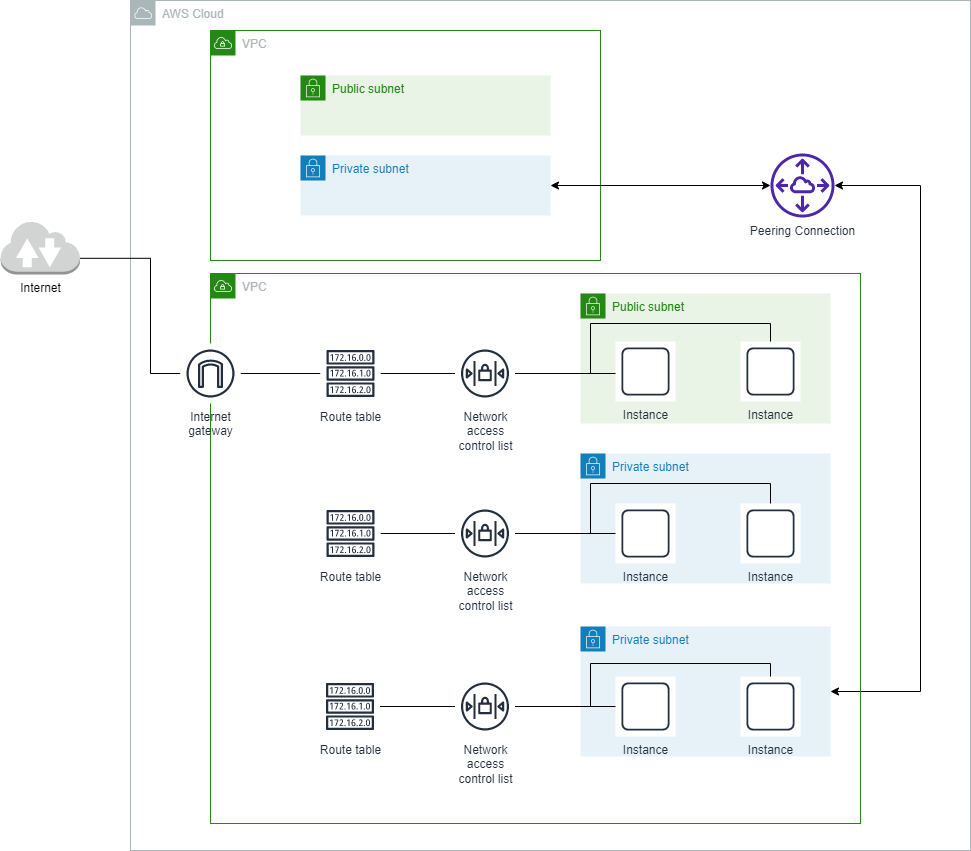 AWS Cloud
VPC
Public subnet
Private subnet
Peering Connection
Internet
VPC
Public subnet
172.16.0.0
172.16.1.0
172.16.2.0
Internet
gateway
Route table
Network
access
control list
Instance
Instance
Private subnet
172.16.0.0
172.16.1.0
172.16.2.0
Route table
Network
access
control list
Instance
Instance
Private subnet
172.16.0.0
172.16.1.0
172.16.2.0
Route table
Network
access
control list
Instance
Instance